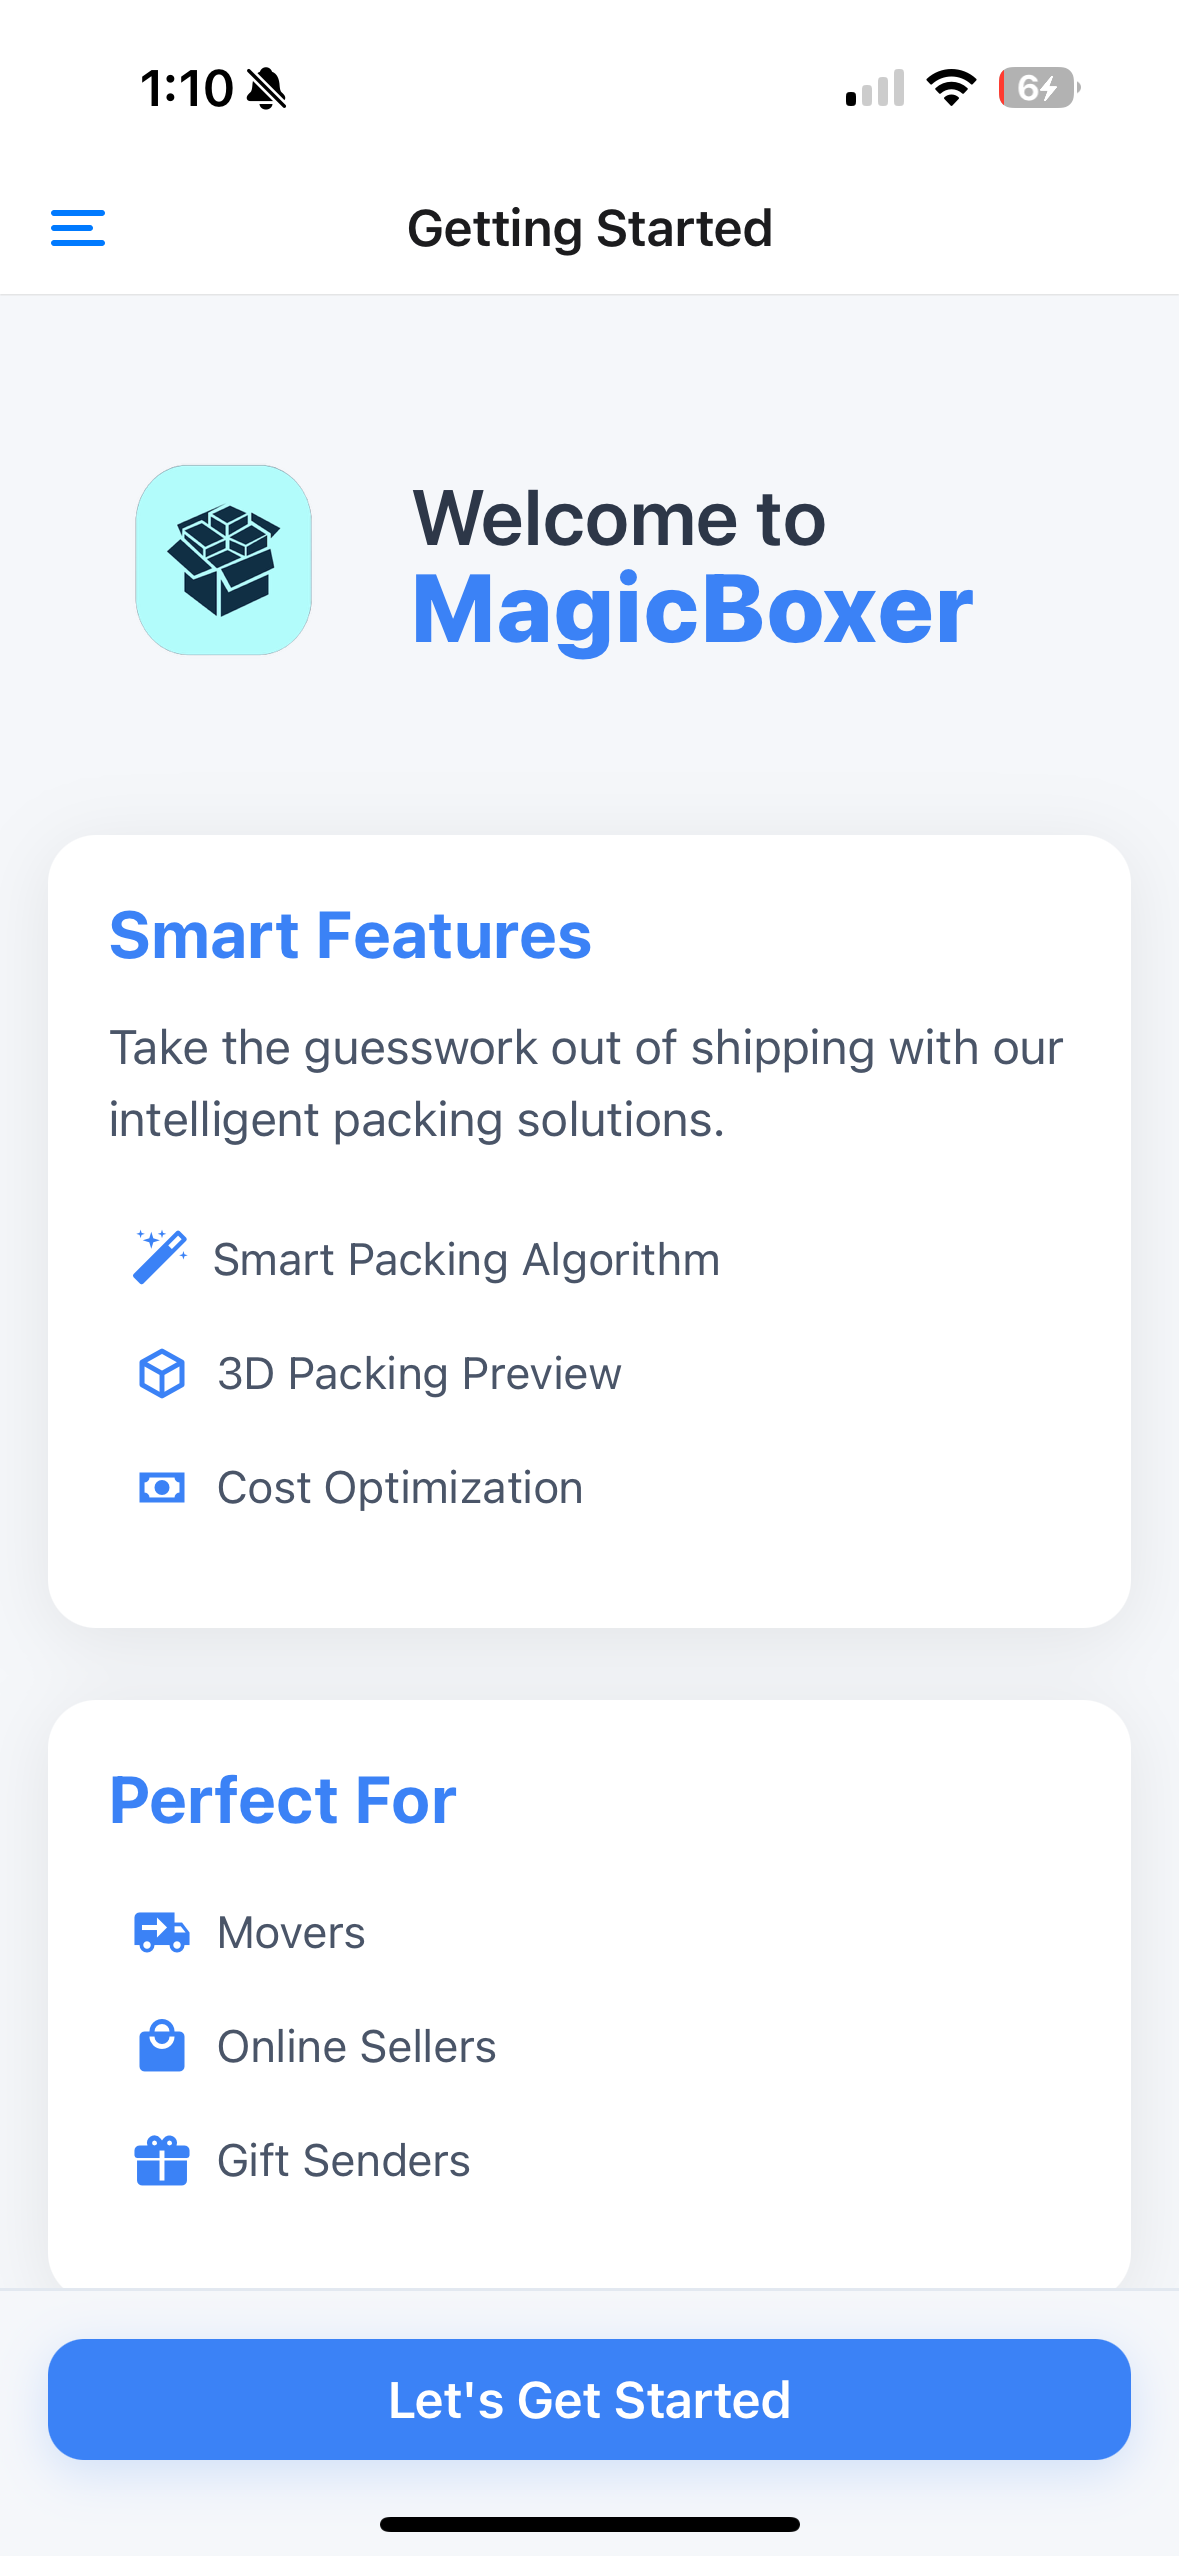 1:10
6
Getting Started
Welcome to
MagicBoxer
Smart Features
Take the guesswork out of shipping with our
intelligent packing solutions.
Smart Packing Algorithm
3D Packing Preview
Cost Optimization
Perfect For
Movers
Online Sellers
Gift Senders
Let's Get Started